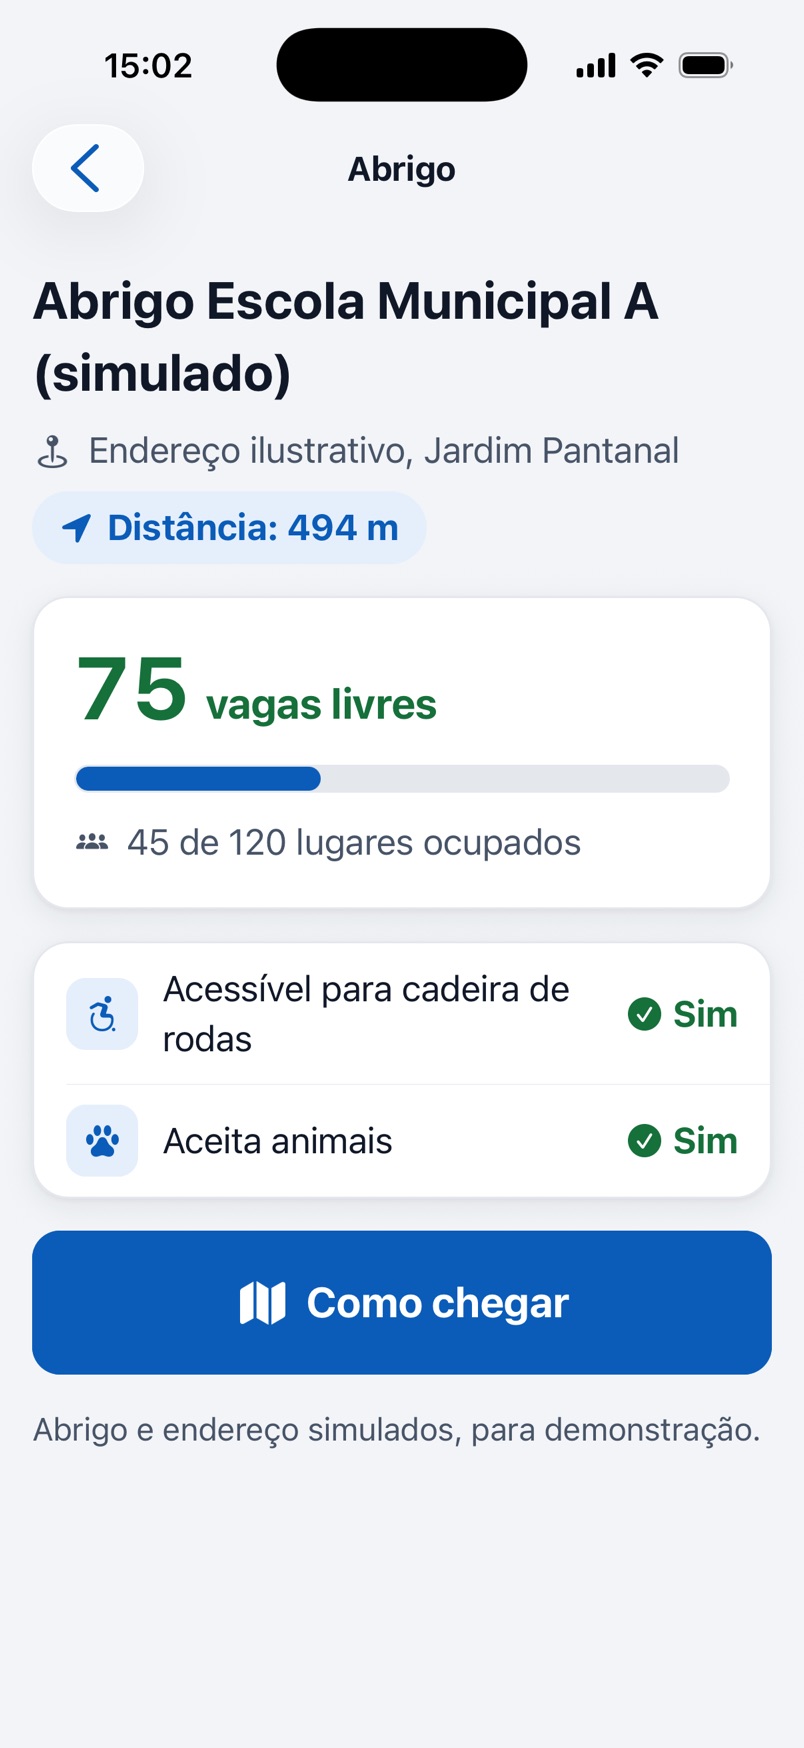 15:02
Abrigo
Abrigo Escola Municipal A
(simulado)
Endereço ilustrativo, Jardim Pantanal
Distância: 494 m
75 vagas livres
45 de 120 lugares ocupados
Acessível para cadeira de
rodas
Sim
Aceita animais
Sim
Como chegar
Abrigo e endereço simulados, para demonstração.